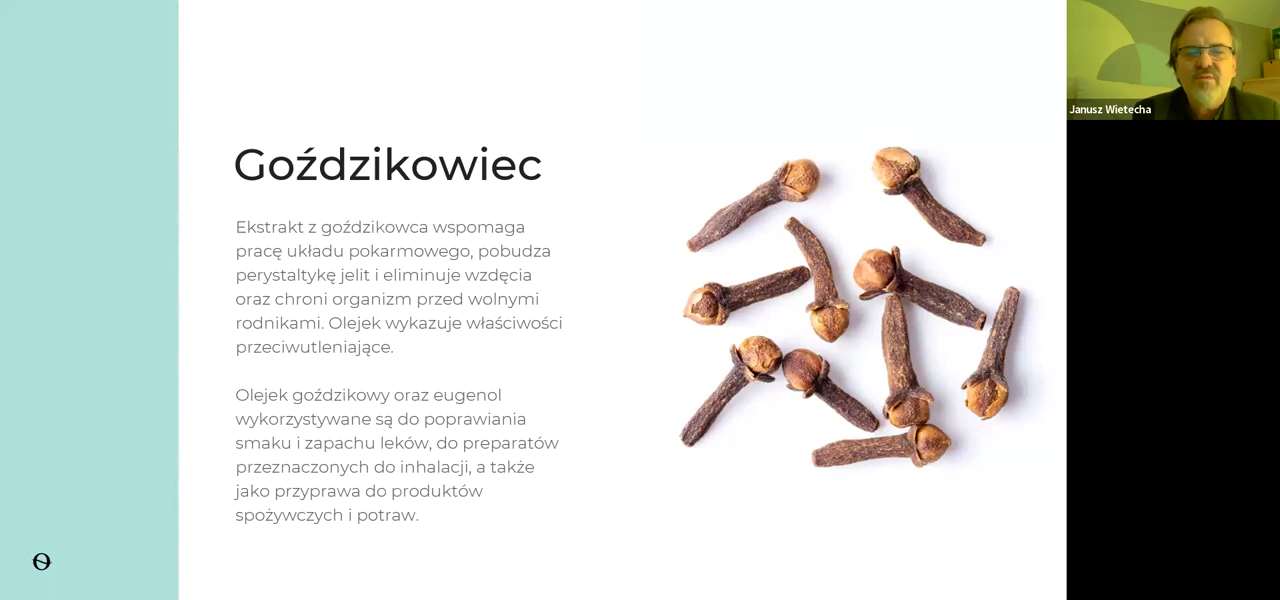 Goździkowiec
Ekstrakt z goździkowca wspomaga
pracę układu pokarmowego, pobudza
perystaltykę jelit i eliminuje wzdęcia
oraz chroni organizm przed wolnymi
rodnikami. Olejek wykazuje właściwości
przeciwutleniające.
Olejek goździkowy oraz eugenol
wykorzystywane są do poprawiania
smaku i zapachu leków, do preparatów
przeznaczonych do inhalacji, a także
jako przyprawa do produktów
spożywczych i potraw.
Janusz Wietecha